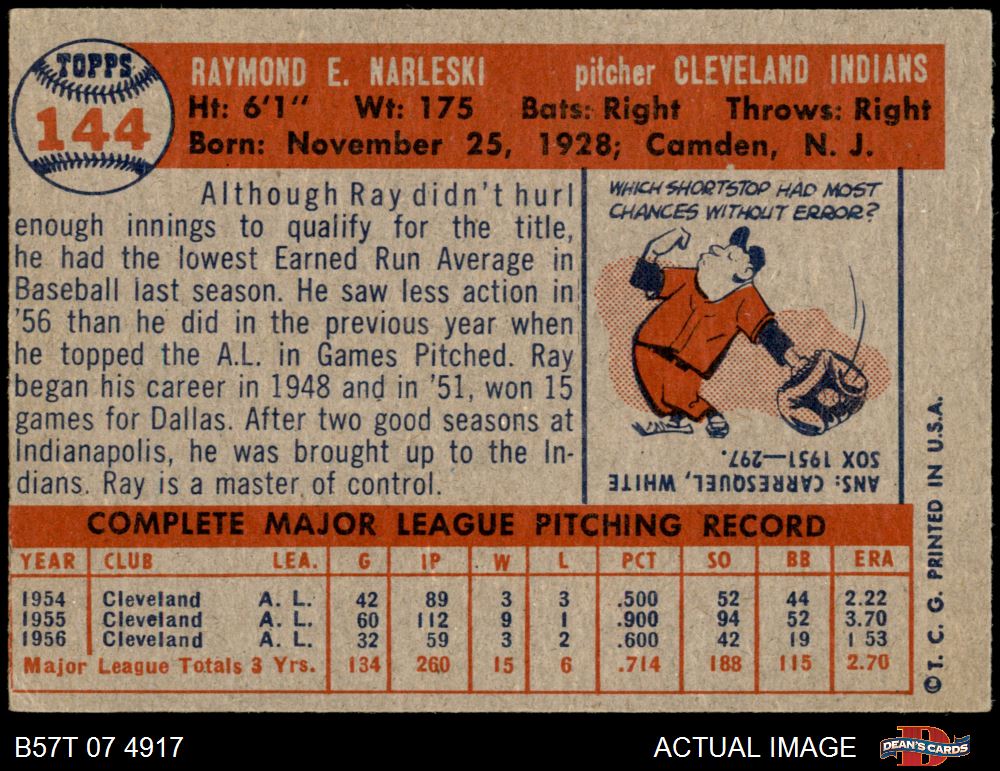 TOPPS
144
RAYMOND E. NARLESKI pitcher CLEVELAND INDIANS
Ht: 6'1" Wt: 175 Bats: Right Throws: Right
Born: November 25, 1928; Camden, N. J.
Although Ray didn't hurl
enough innings to qualify for the title,
he had the lowest Earned Run Average in
Baseball last season. He saw less action in
'56 than he did in the previous year when
he topped the A.L. in Games Pitched. Ray
began his career in 1948 and in '51, won 15
games for Dallas. After two good seasons at
Indianapolis, he was brought up to the In-
dians. Ray is a master of control.
WHICH SHORTSTOP HAD MOST
CHANCES WITHOUT ERROR?
ANS: CARRESQUEL, WHITE
SOX 1951—297.
COMPLETE MAJOR LEAGUE PITCHING RECORD
YEAR CLUB LEA. G IP W L PCT SO BB ERA
1954 Cleveland A. L. 42 89 3 3 .500 52 44 2.22
1955 Cleveland A. L. 60 112 9 1 .900 94 52 3.70
1956 Cleveland A. L. 32 59 3 2 .600 42 19 1 53
Major League Totals 3 Yrs. 134 260 15 6 .714 188 115 2.70
©T. C. G. PRINTED IN U.S.A.
B57T 07 4917 ACTUAL IMAGE
DEAN'S CARDS